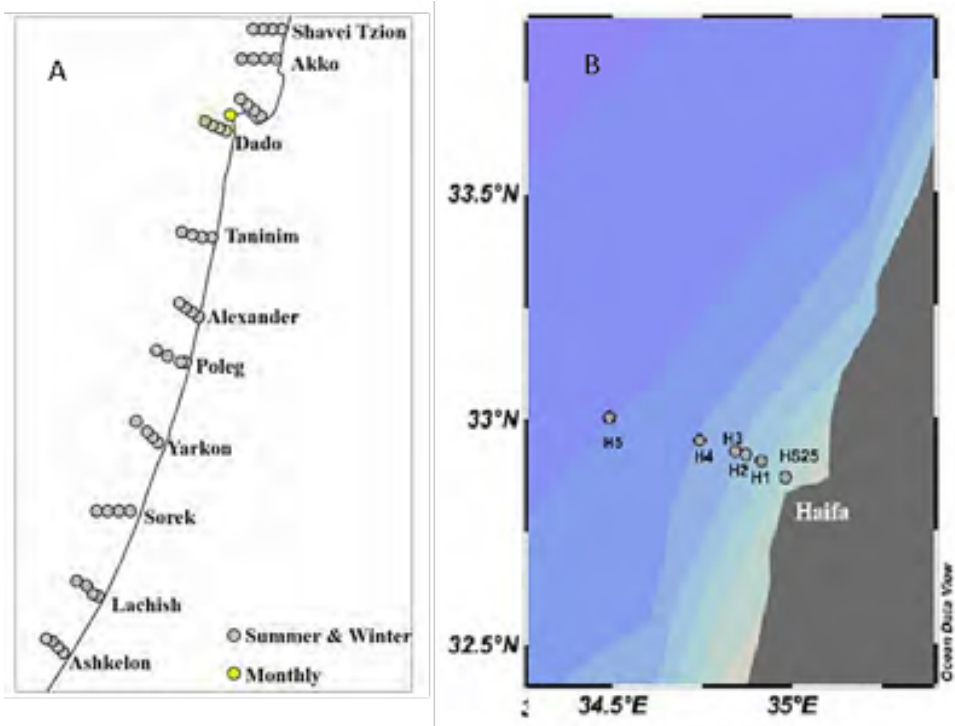 A
Shavei Tzion
Akko
Dado
Taninim
Alexander
Poleg
Yarkon
Sorek
Lachish
Ashkelon
Summer & Winter
Monthly
B
33.5°N
33°N
32.5°N
34.5°E
35°E
H5
H4
H3
H2
H1
HS25
Haifa
Ocean Data View